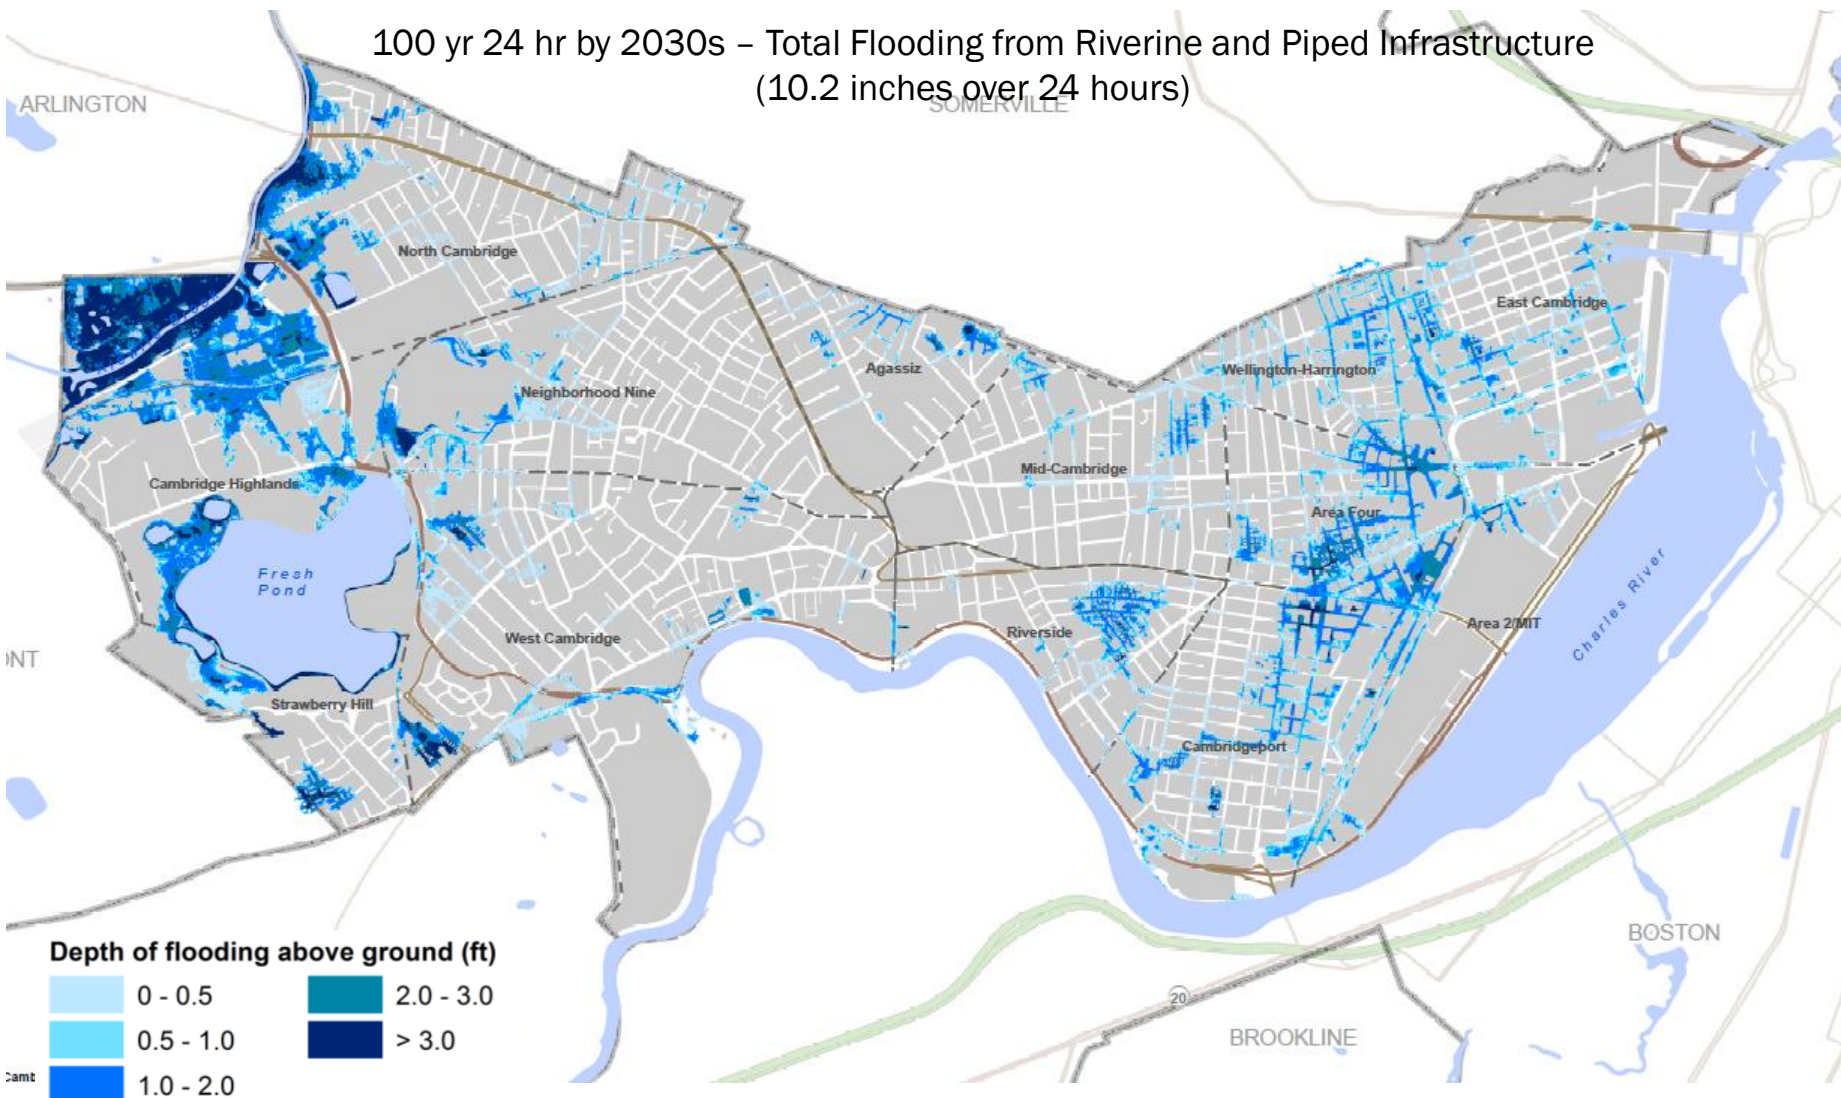 100 yr 24 hr by 2030s – Total Flooding from Riverine and Piped Infrastructure
(10.2 inches over 24 hours)
ARLINGTON
SOMERVILLE
North Cambridge
East Cambridge
Agassiz
Wellington-Harrington
Neighborhood Nine
Mid-Cambridge
Cambridge Highlands
Area Four
Fresh
Pond
Charles River
Area 2/MIT
Riverside
West Cambridge
ONT
Strawberry Hill
Cambridgeport
BOSTON
20
BROOKLINE
Depth of flooding above ground (ft)
0 - 0.5
2.0 - 3.0
0.5 - 1.0
> 3.0
1.0 - 2.0
Camb